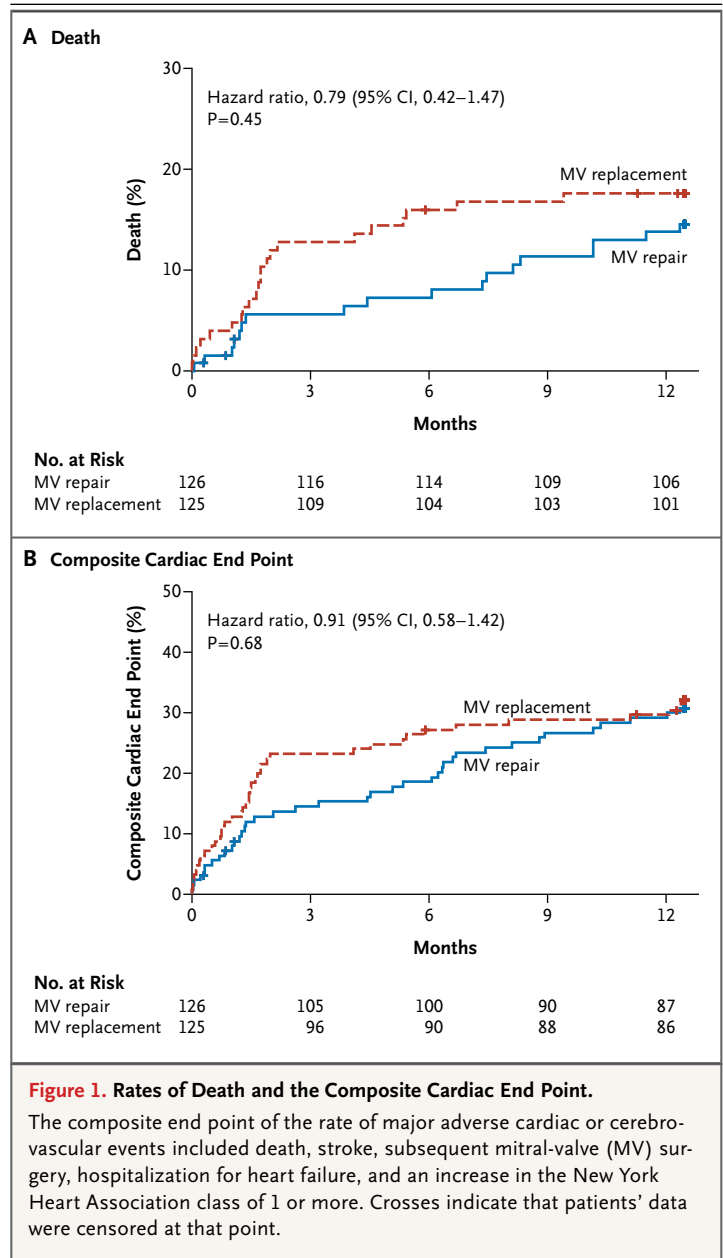 A Death
30
Hazard ratio, 0.79 (95% CI, 0.42–1.47)
P=0.45
20
MV replacement
Death (%)
10
MV repair
0
0 3 6 9 12
Months
No. at Risk
MV repair 126 116 114 109 106
MV replacement 125 109 104 103 101
B Composite Cardiac End Point
50
Hazard ratio, 0.91 (95% CI, 0.58–1.42)
P=0.68
40
Composite Cardiac End Point (%)
30
MV replacement
20
MV repair
10
0
0 3 6 9 12
Months
No. at Risk
MV repair 126 105 100 90 87
MV replacement 125 96 90 88 86
Figure 1. Rates of Death and the Composite Cardiac End Point.
The composite end point of the rate of major adverse cardiac or cerebro-
vascular events included death, stroke, subsequent mitral-valve (MV) sur-
gery, hospitalization for heart failure, and an increase in the New York
Heart Association class of 1 or more. Crosses indicate that patients’ data
were censored at that point.